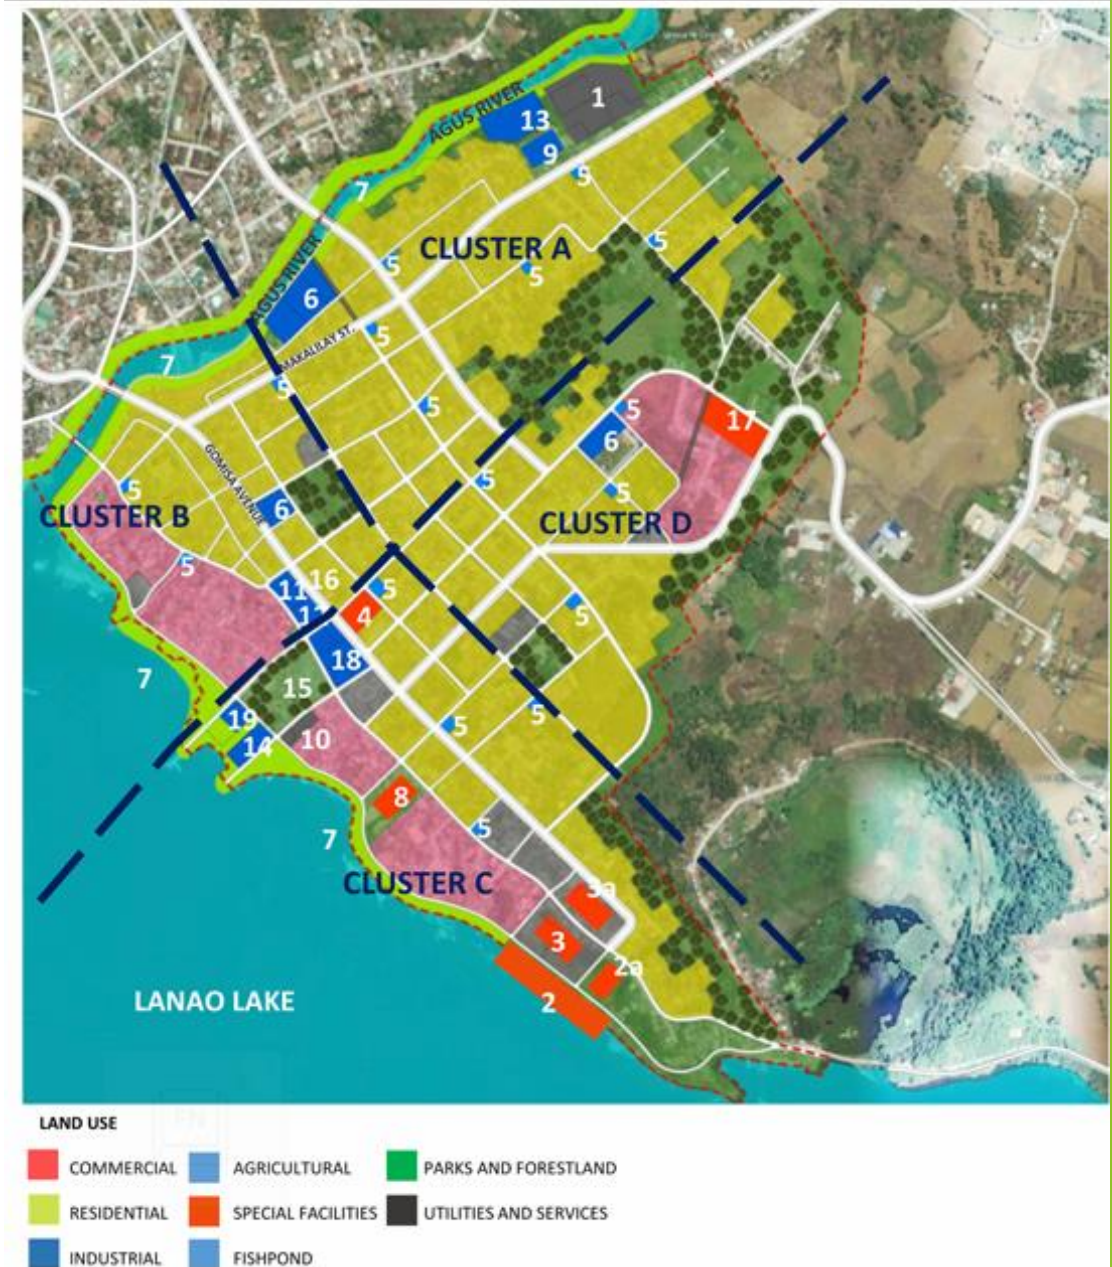 1
13
AGUS RIVER
9
5
7
5
CLUSTER A
5
5
AGUS RIVER
6
5
MAKALILAY ST.
7
5
5
5
17
6
5
5
GOMISA AVENUE
5
CLUSTER B
6
CLUSTER D
5
11
16
5
5
4
18
7
15
19
5
5
14
10
8
7
5
CLUSTER C
3a
3
2a
LANAO LAKE
2
LAND USE
COMMERCIAL AGRICULTURAL PARKS AND FORESTLAND
RESIDENTIAL SPECIAL FACILITIES UTILITIES AND SERVICES
INDUSTRIAL FISHPOND